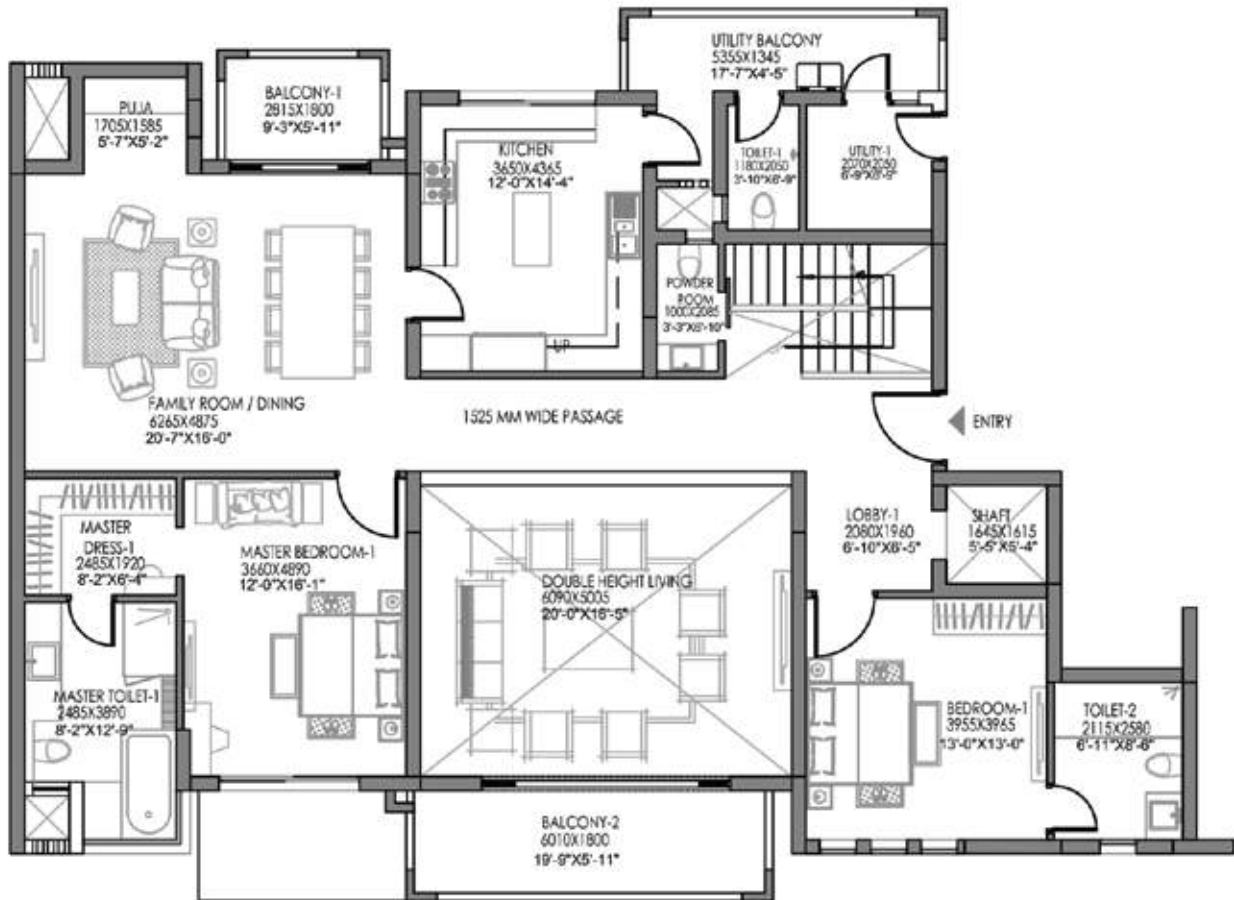 UTILITY BALCONY
5355X1345
17'-7"X4'-5"
PUJA
1705X1585
5'-7"X5'-2"
BALCONY-1
2815X1800
9'-3"X5'-11"
KITCHEN
3650X4365
12'-0"X14'-4"
TOILET-1
1180X2050
3'-10"X6'-9"
UTILITY-1
2070X2050
6'-9"X6'-9"
POWDER
ROOM
1000X2085
3'-3"X6'-10"
UP
FAMILY ROOM / DINING
6265X4875
20'-7"X16'-0"
1525 MM WIDE PASSAGE
ENTRY
MASTER
DRESS-1
2485X1920
8'-2"X6'-4"
MASTER BEDROOM-1
3660X4890
12'-0"X16'-1"
DOUBLE HEIGHT LIVING
6090X5005
20'-0"X16'-5"
LOBBY-1
2080X1960
6'-10"X6'-5"
SHAFT
1645X1615
5'-5"X5'-4"
MASTER TOILET-1
2485X3890
8'-2"X12'-9"
BEDROOM-1
3955X3965
13'-0"X13'-0"
TOILET-2
2115X2580
6'-11"X8'-6"
BALCONY-2
6010X1800
19'-9"X5'-11"